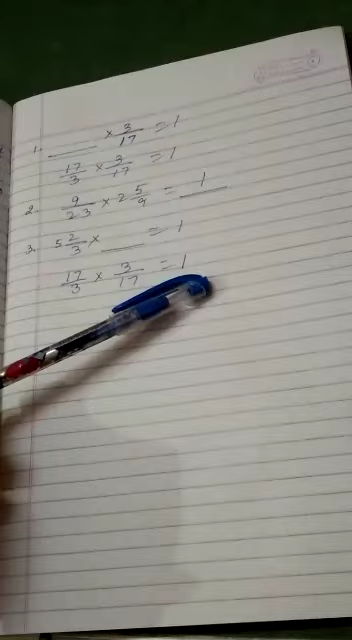 1. ____ × 3/17 = 1
17/3 × 3/17 = 1
2. 9/23 × 2 5/9 = 1
3. 5 2/3 × ____ = 1
17/3 × 3/17 = 1